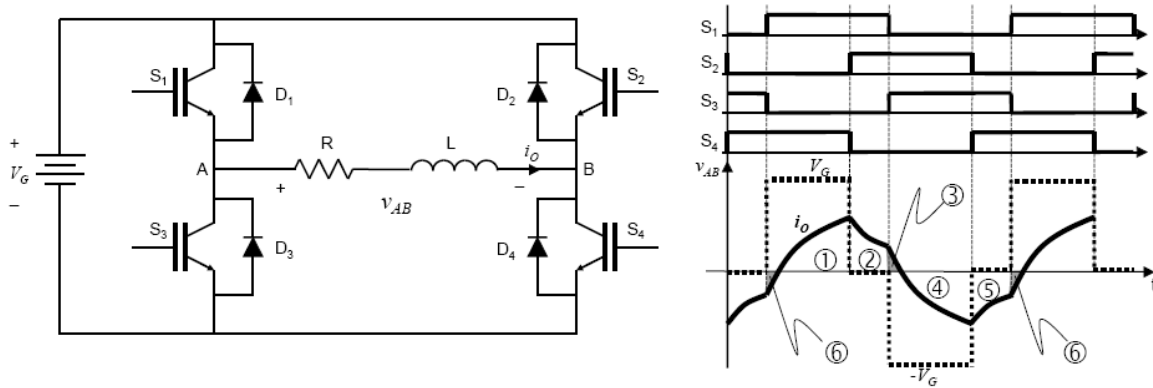 S1
D1
D2
S2
+
VG
–
A
+
R
L
iO
–
B
vAB
S3
D3
D4
S4
S1
S2
S3
S4
vAB
VG
③
iO
①
②
④
⑤
t
⑥
⑥
-VG